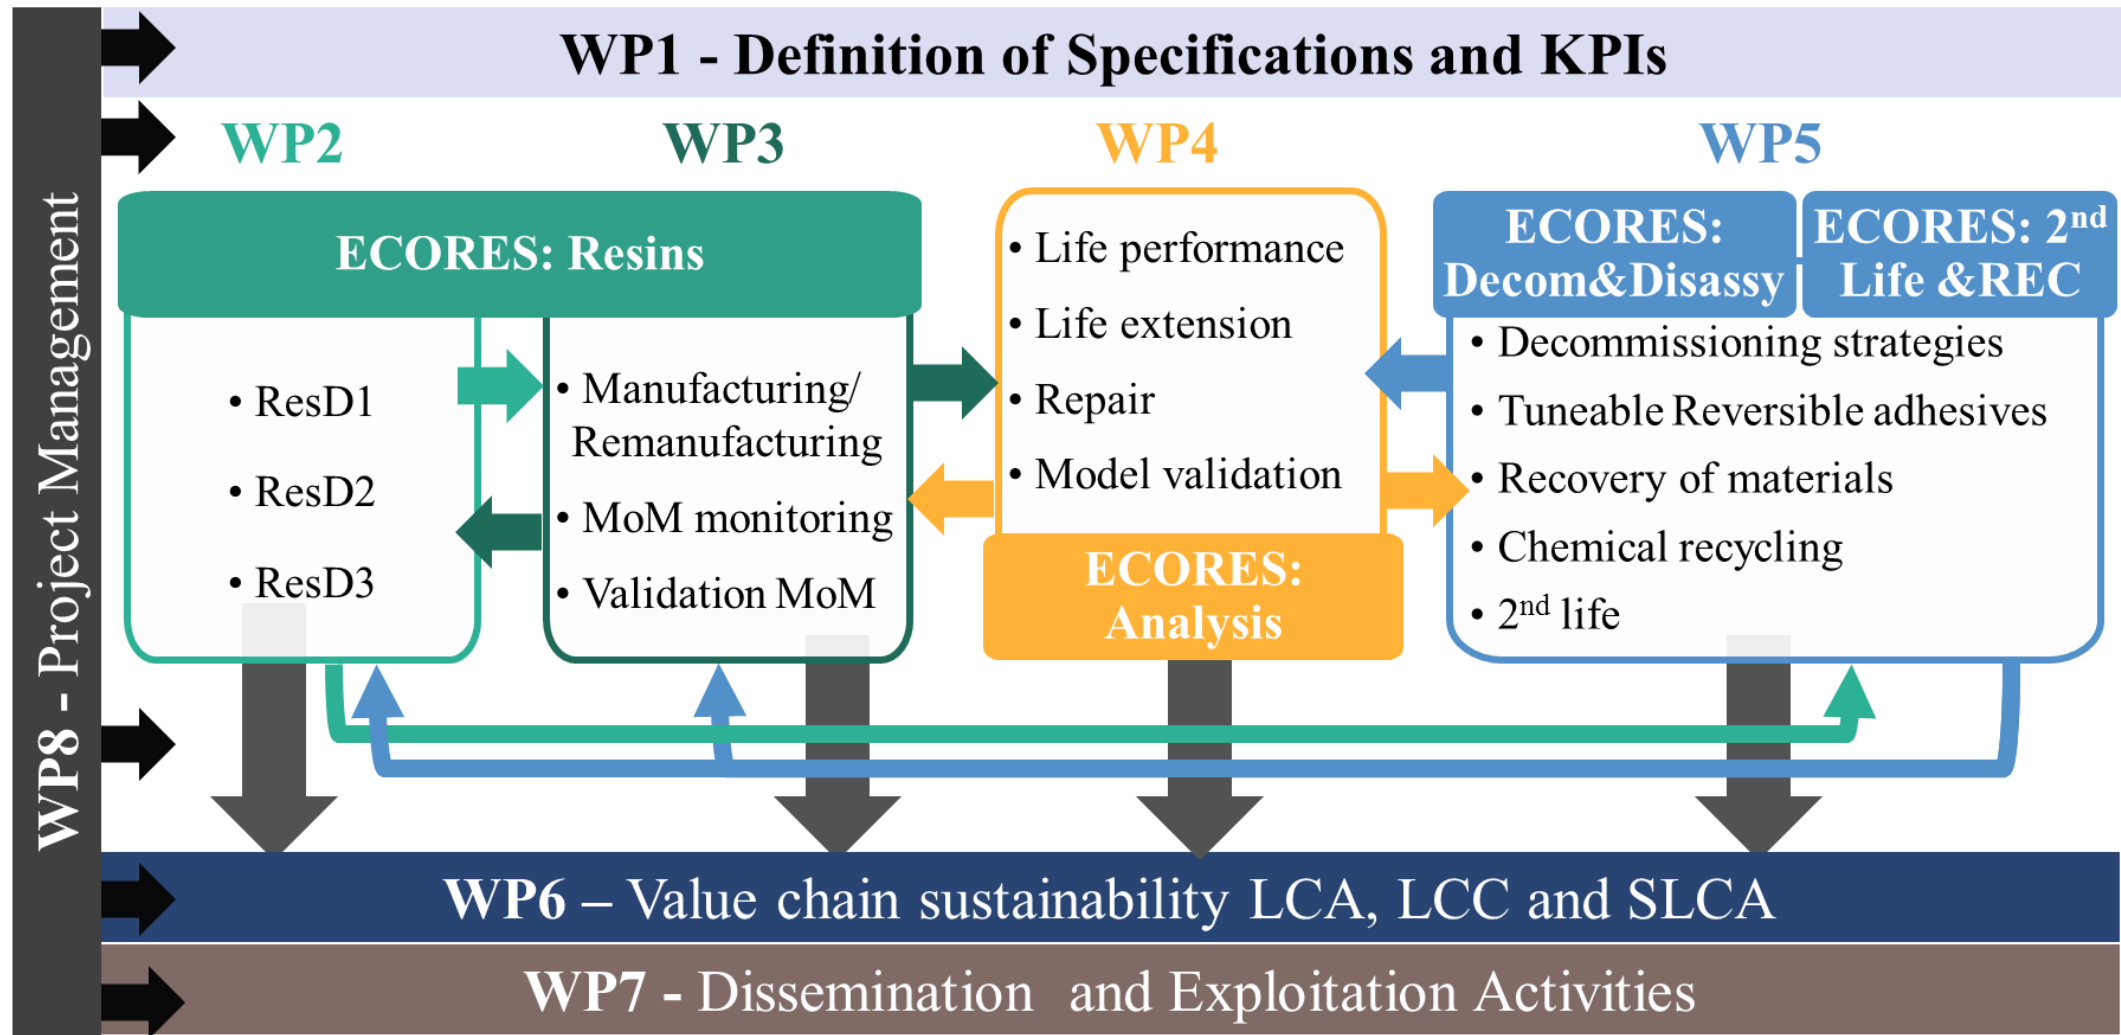 WP8 - Project Management
WP1 - Definition of Specifications and KPIs
WP2
WP3
WP4
WP5
ECORES: Resins
• ResD1
• ResD2
• ResD3
• Manufacturing/
Remanufacturing
• MoM monitoring
• Validation MoM
• Life performance
• Life extension
• Repair
• Model validation
ECORES:
Analysis
ECORES:
Decom&Disassy
ECORES: 2nd
Life &REC
• Decommissioning strategies
• Tuneable Reversible adhesives
• Recovery of materials
• Chemical recycling
• 2nd life
WP6 – Value chain sustainability LCA, LCC and SLCA
WP7 - Dissemination and Exploitation Activities